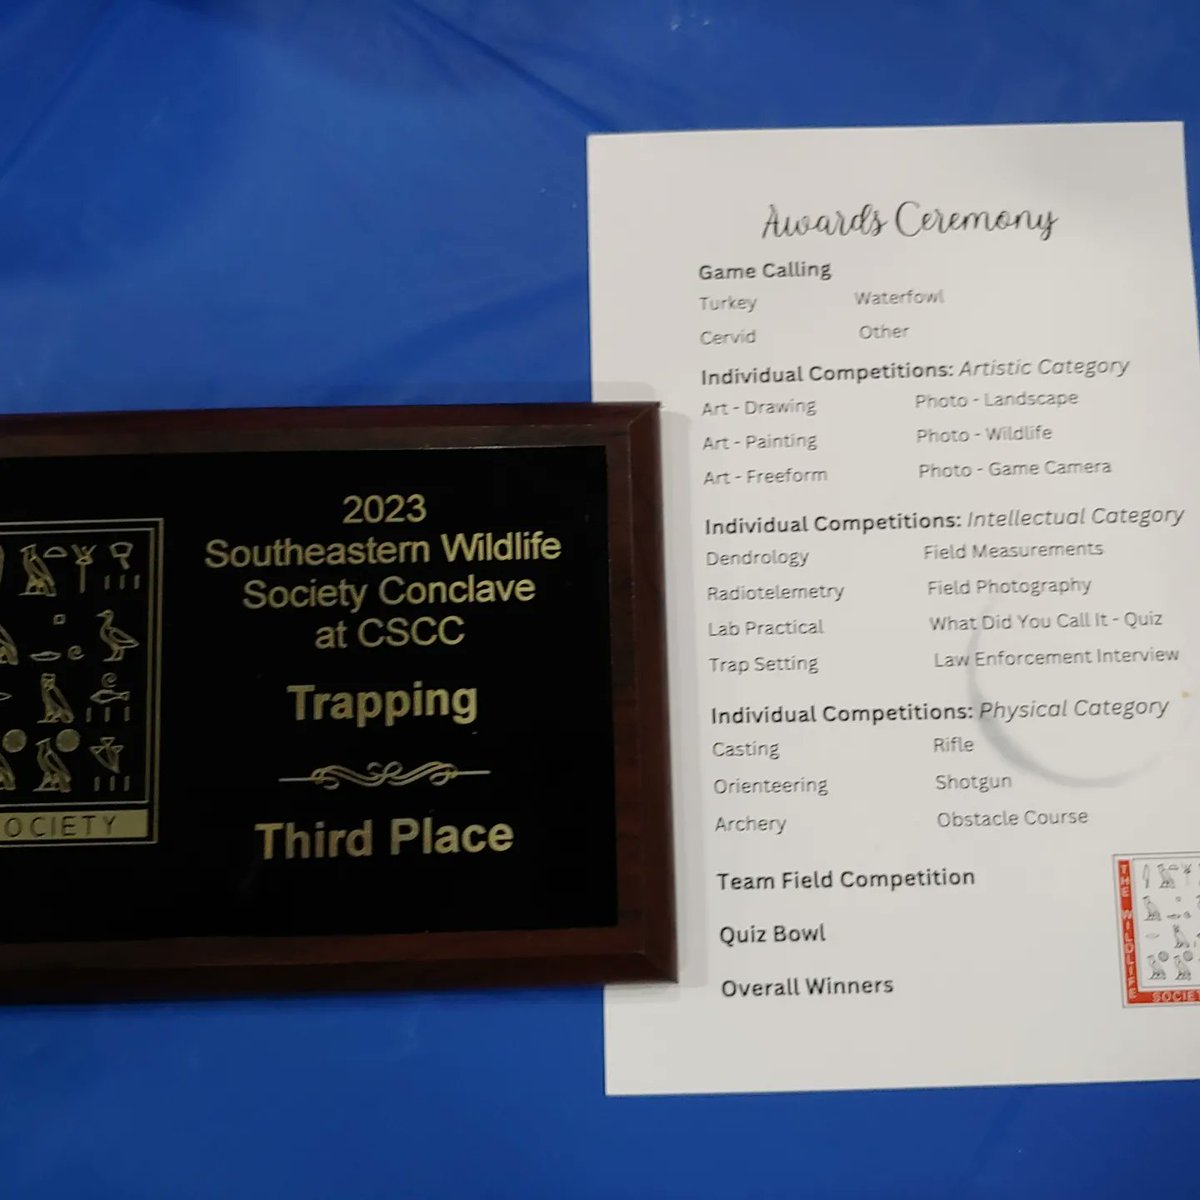 2023
Southeastern Wildlife
Society Conclave
at CSCC
Trapping
Third Place
OCIETY
Awards Ceremony
Game Calling
Turkey Waterfowl
Cervid Other
Individual Competitions: Artistic Category
Art - Drawing Photo - Landscape
Art - Painting Photo - Wildlife
Art - Freeform Photo - Game Camera
Individual Competitions: Intellectual Category
Dendrology Field Measurements
Radiotelemetry Field Photography
Lab Practical What Did You Call It - Quiz
Trap Setting Law Enforcement Interview
Individual Competitions: Physical Category
Casting Rifle
Orienteering Shotgun
Archery Obstacle Course
Team Field Competition
Quiz Bowl
Overall Winners
THE WILDLIFE
SOCIET